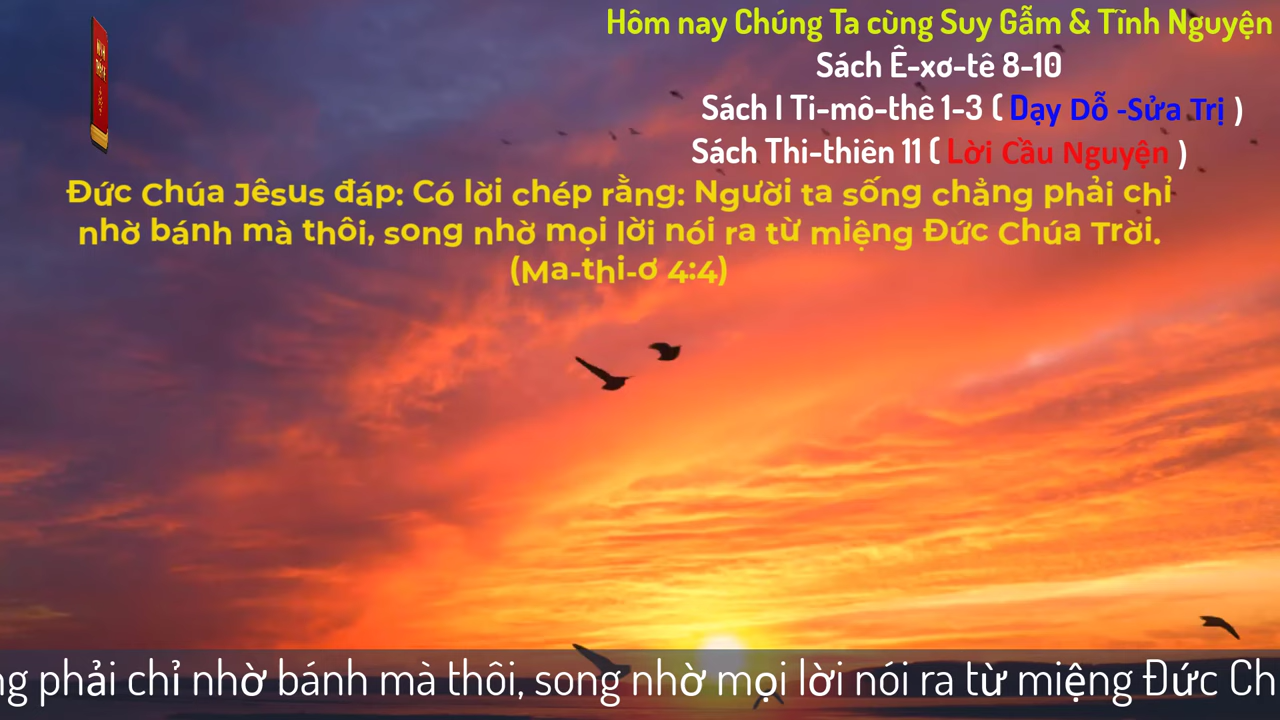 Hôm nay Chúng Ta cùng Suy Gẫm & Tĩnh Nguyện
Sách Ê-xơ-tê 8-10
Sách I Ti-mô-thê 1-3 ( Dạy Dỗ -Sửa Trị )
Sách Thi-thiên 11 ( Lời Cầu Nguyện )
Đức Chúa Jêsus đáp: Có lời chép rằng: Người ta sống chẳng phải chỉ
nhờ bánh mà thôi, song nhờ mọi lời nói ra từ miệng Đức Chúa Trời.
(Ma-thi-ơ 4:4)
ng phải chỉ nhờ bánh mà thôi, song nhờ mọi lời nói ra từ miệng Đức Ch